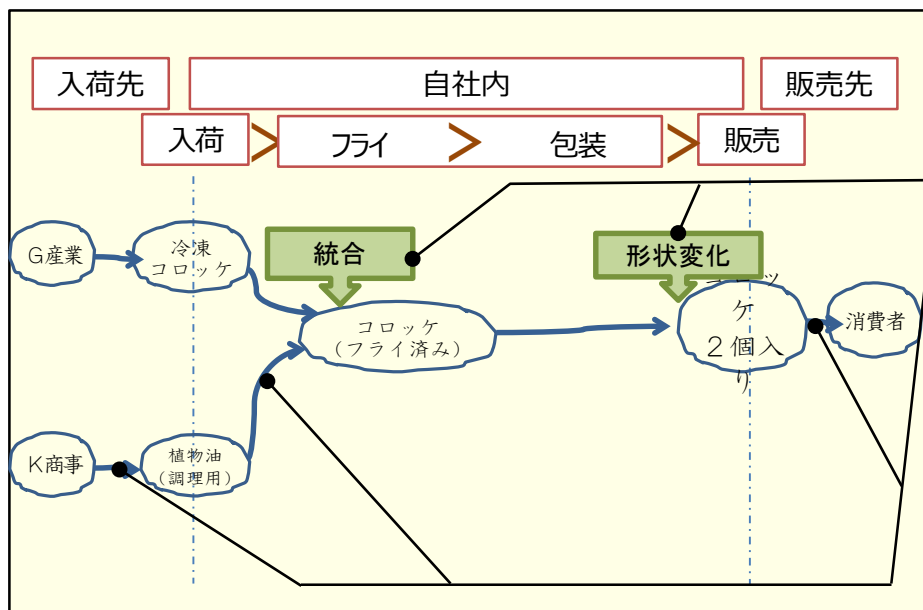 入荷先
自社内
販売先
入荷
フライ
包装
販売
G産業
冷凍
コロッケ
統合
形状変化
コロッ
ケ
2個入
り
消費者
コロッケ
(フライ済み)
K商事
植物油
(調理用)